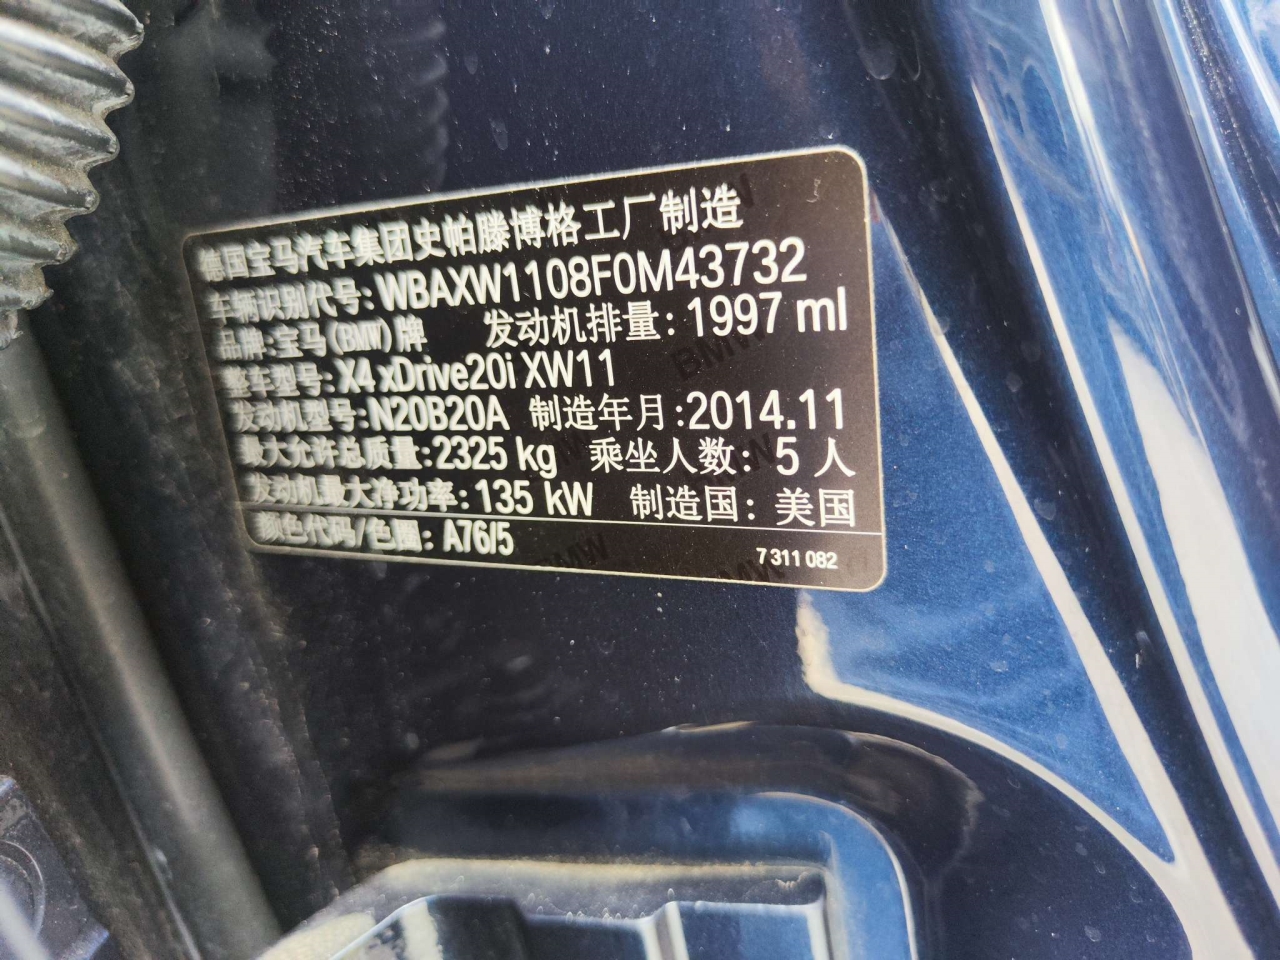 德国宝马汽车集团史帕滕博格工厂制造
车辆识别代号:WBAXW1108F0M43732
品牌:宝马(BMW)牌 发动机排量:1997 ml
整车型号:X4 xDrive20i XW11
发动机型号:N20B20A 制造年月:2014.11
最大允许总质量:2325 kg 乘坐人数: 5 人
发动机最大净功率:135 kW 制造国: 美国
颜色代码/色圈: A76/5
7 311 082